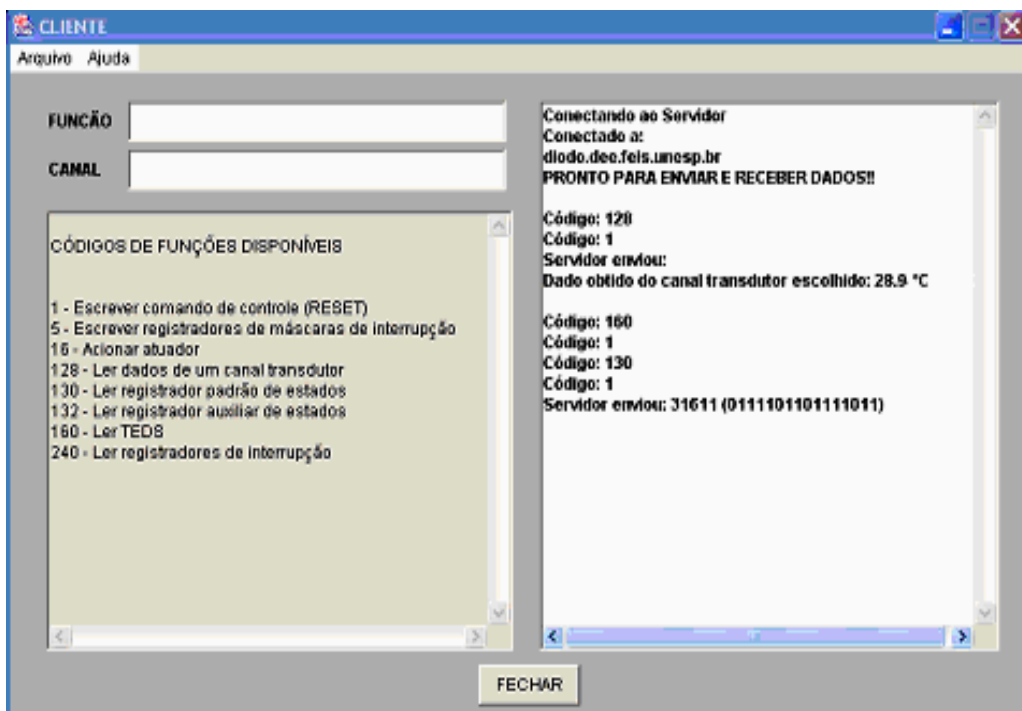 CLIENTE
Arquivo Ajuda
FUNCÃO
CANAL
CÓDIGOS DE FUNÇÕES DISPONÍVEIS
1 - Escrever comando de controle (RESET)
5 - Escrever registradores de máscaras de interrupção
16 - Acionar atuador
128 - Ler dados de um canal transdutor
130 - Ler registrador padrão de estados
132 - Ler registrador auxiliar de estados
160 - Ler TEDS
240 - Ler registradores de interrupção
Conectando ao Servidor
Conectado a:
diodo.dee.feis.unesp.br
PRONTO PARA ENVIAR E RECEBER DADOS!!
Código: 128
Código: 1
Servidor enviou:
Dado obtido do canal transdutor escolhido: 28.9 °C
Código: 160
Código: 1
Código: 130
Código: 1
Servidor enviou: 31611 (0111101101111011)
FECHAR